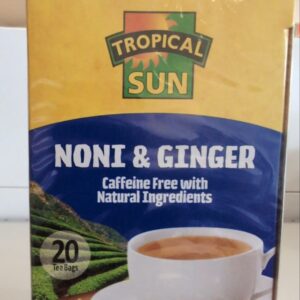 TROPICAL
SUN
NONI & GINGER
Caffeine Free with
Natural Ingredients
20
Tea Bags